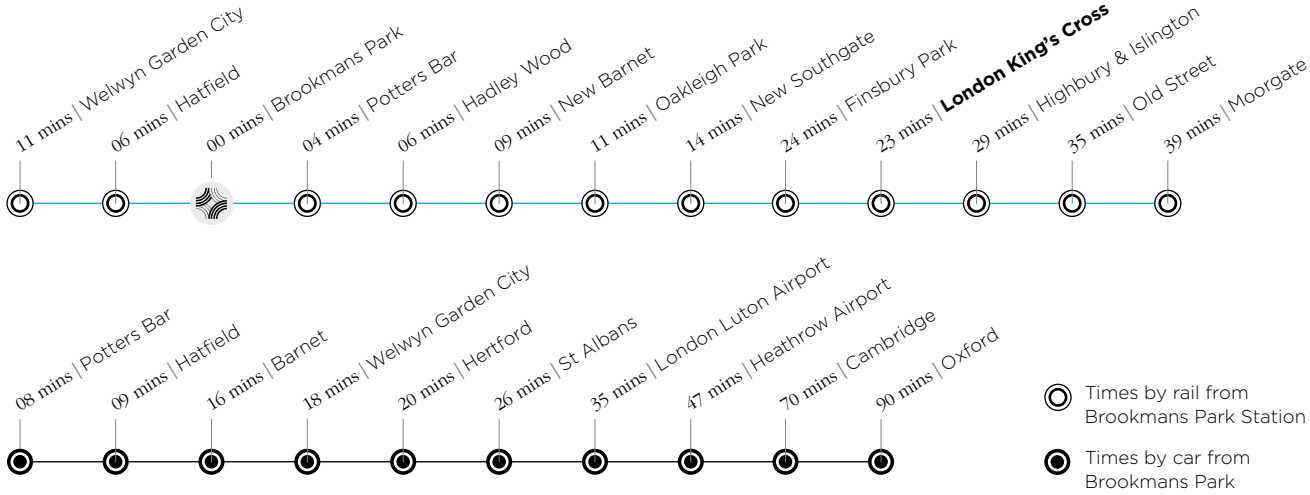 11 mins | Welwyn Garden City
06 mins | Hatfield
00 mins | Brookmans Park
04 mins | Potters Bar
06 mins | Hadley Wood
09 mins | New Barnet
11 mins | Oakleigh Park
14 mins | New Southgate
24 mins | Finsbury Park
23 mins | London King's Cross
29 mins | Highbury & Islington
35 mins | Old Street
39 mins | Moorgate
08 mins | Potters Bar
09 mins | Hatfield
16 mins | Barnet
18 mins | Welwyn Garden City
20 mins | Hertford
26 mins | St Albans
35 mins | London Luton Airport
47 mins | Heathrow Airport
70 mins | Cambridge
90 mins | Oxford
Times by rail from
Brookmans Park Station
Times by car from
Brookmans Park